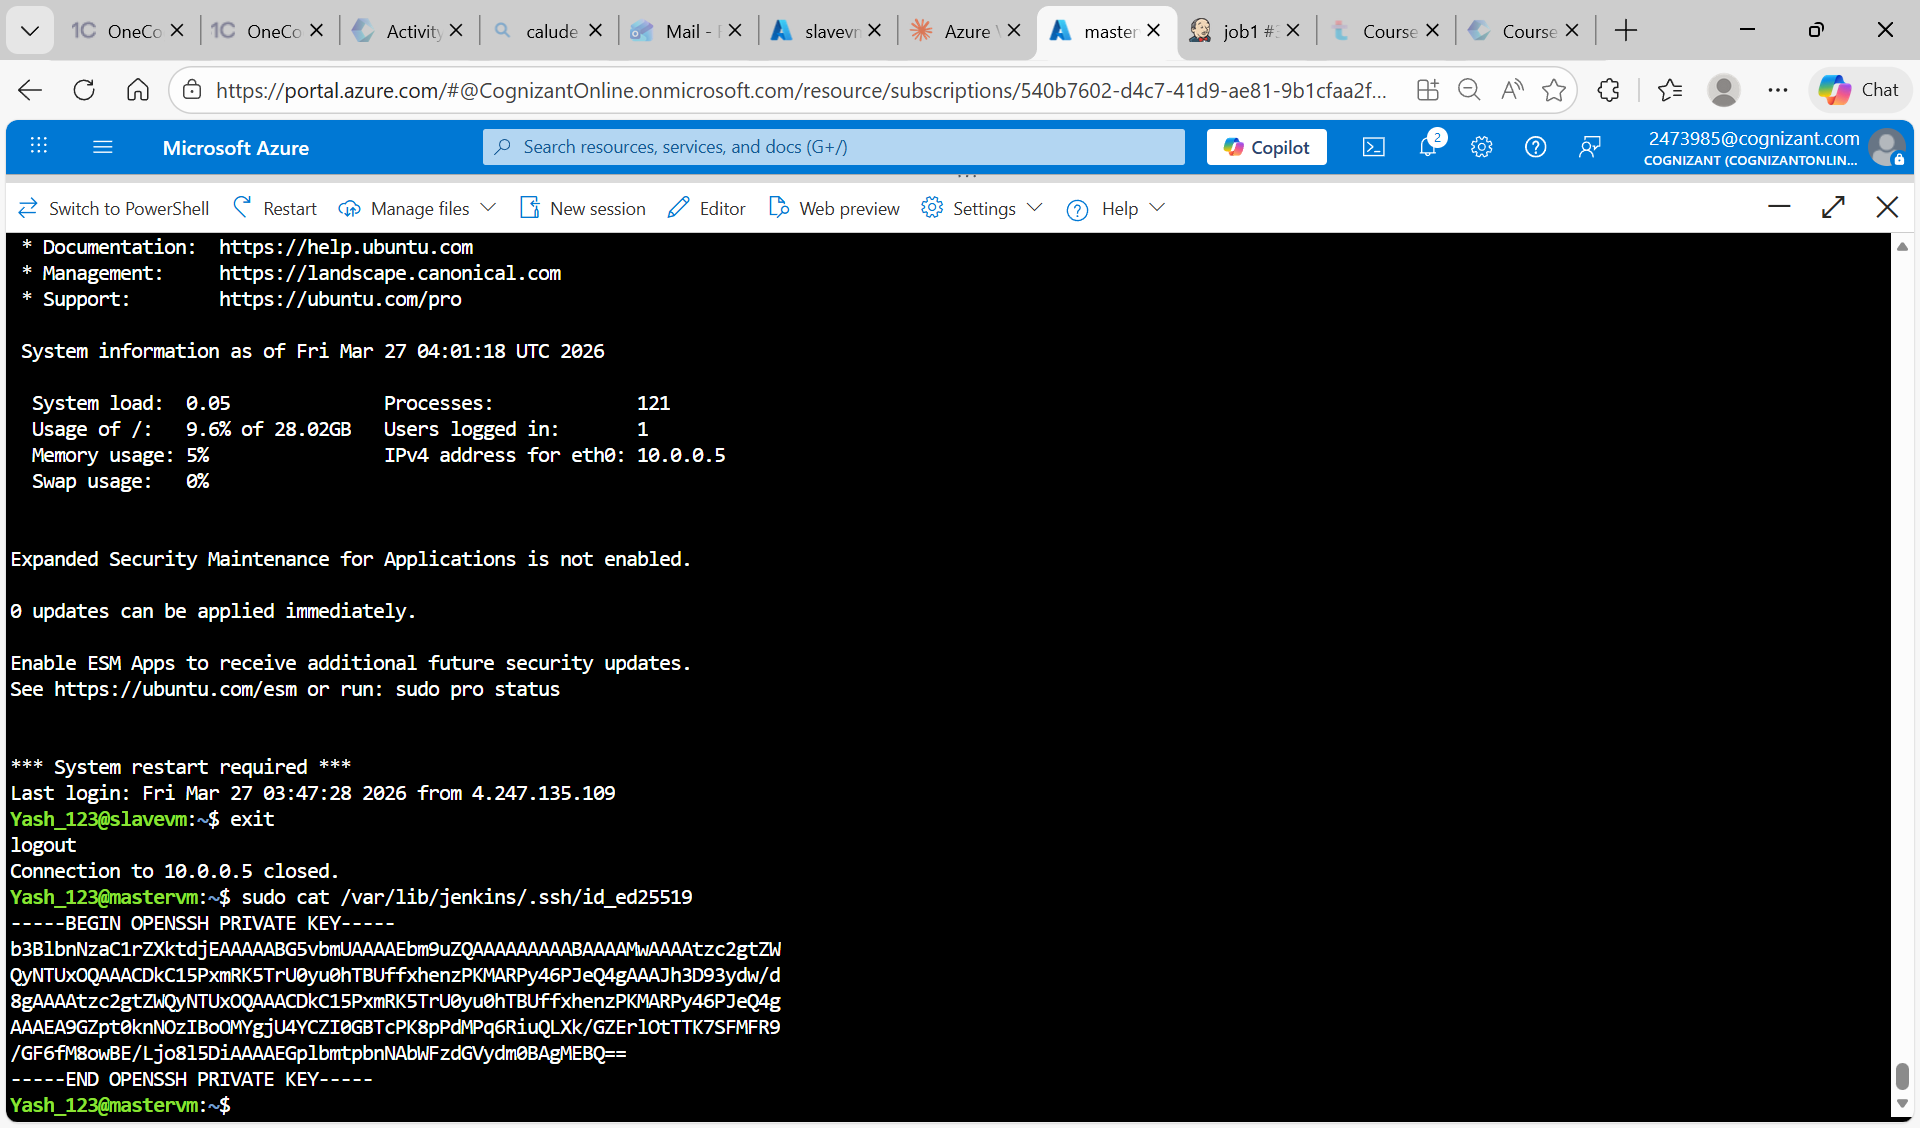 OneCo
OneCo
Activity
calude
Mail -
slavevm
Azure
master
job1 #
Course
Course
https://portal.azure.com/#@CognizantOnline.onmicrosoft.com/resource/subscriptions/540b7602-d4c7-41d9-ae81-9b1cfaa2f...
Chat
Microsoft Azure
Search resources, services, and docs (G+/)
Copilot
2
2473985@cognizant.com
COGNIZANT (COGNIZANTONLIN...
Switch to PowerShell
Restart
Manage files
New session
Editor
Web preview
Settings
Help
* Documentation: https://help.ubuntu.com
* Management: https://landscape.canonical.com
* Support: https://ubuntu.com/pro
System information as of Fri Mar 27 04:01:18 UTC 2026
System load: 0.05 Processes: 121
Usage of /: 9.6% of 28.02GB Users logged in: 1
Memory usage: 5% IPv4 address for eth0: 10.0.0.5
Swap usage: 0%
Expanded Security Maintenance for Applications is not enabled.
0 updates can be applied immediately.
Enable ESM Apps to receive additional future security updates.
See https://ubuntu.com/esm or run: sudo pro status
*** System restart required ***
Last login: Fri Mar 27 03:47:28 2026 from 4.247.135.109
Yash_123@slavevm:~$ exit
logout
Connection to 10.0.0.5 closed.
Yash_123@mastervm:~$ sudo cat /var/lib/jenkins/.ssh/id_ed25519
-----BEGIN OPENSSH PRIVATE KEY-----
b3BlbnNzaC1rZXktdjEAAAAABG5vbmUAAAAEbm9uZQAAAAAAAAABAAAAMwAAAAtzc2gtZW
QyNTUxOQAAACDkC15PxmRK5TrU0yu0hTBUffxhenzPKMARPy46PJeQ4gAAAJh3D93ydw/d
8gAAAAtzc2gtZWQyNTUxOQAAACDkC15PxmRK5TrU0yu0hTBUffxhenzPKMARPy46PJeQ4g
AAAEA9GZpt0knNOzIBoOMYgjU4YCZI0GBTcPK8pPdMPq6RiuQLXk/GZErlOtTTK7SFMFR9
/GF6fM8owBE/Ljo8l5DiAAAAEGplbmtpbnNAbWFzdGVydm0BAgMEBQ==
-----END OPENSSH PRIVATE KEY-----
Yash_123@mastervm:~$